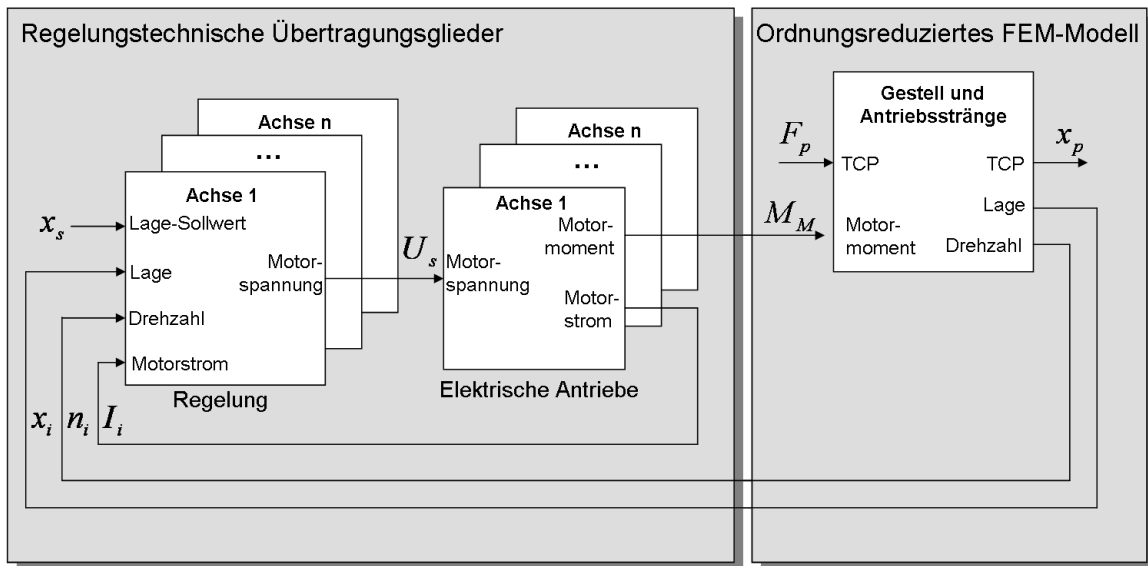 Regelungstechnische Übertragungsglieder
Achse n
...
Achse 1
x_s
Lage-Sollwert
Lage
Motor-
spannung
Drehzahl
Motorstrom
Regelung
U_s
Achse n
...
Achse 1
Motor-
moment
Motor-
spannung
Motor-
strom
Elektrische Antriebe
x_i n_i I_i
Ordnungsreduziertes FEM-Modell
Gestell und
Antriebsstränge
F_p
TCP
TCP
x_p
Lage
M_M
Motor-
moment
Drehzahl